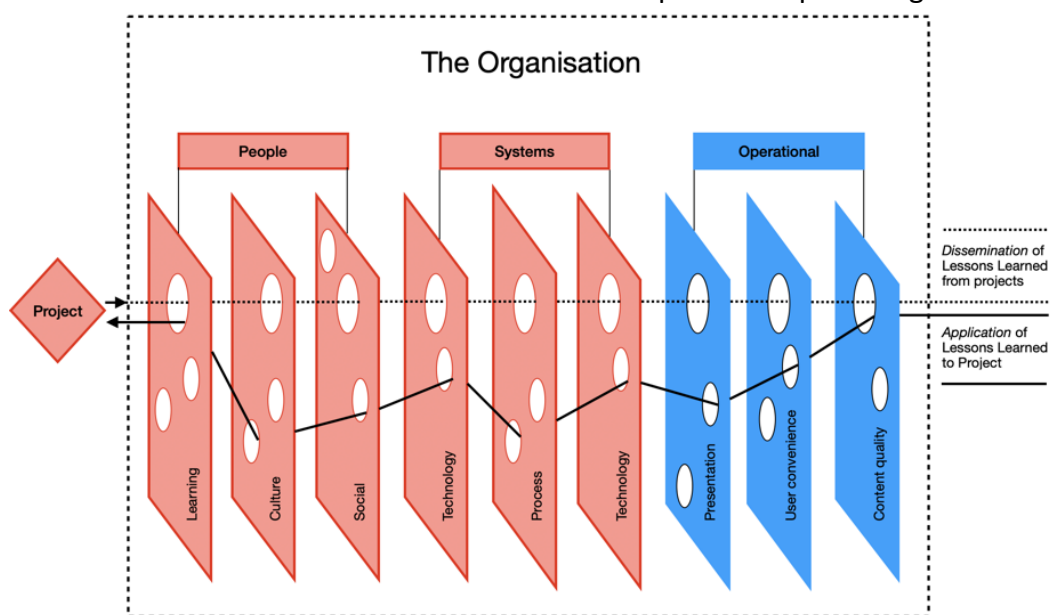 The Organisation
People
Systems
Operational
Project
Learning
Culture
Social
Technology
Process
Technology
Presentation
User convenience
Content quality
Dissemination of
Lessons Learned
from projects
Application of
Lessons Learned
to Project